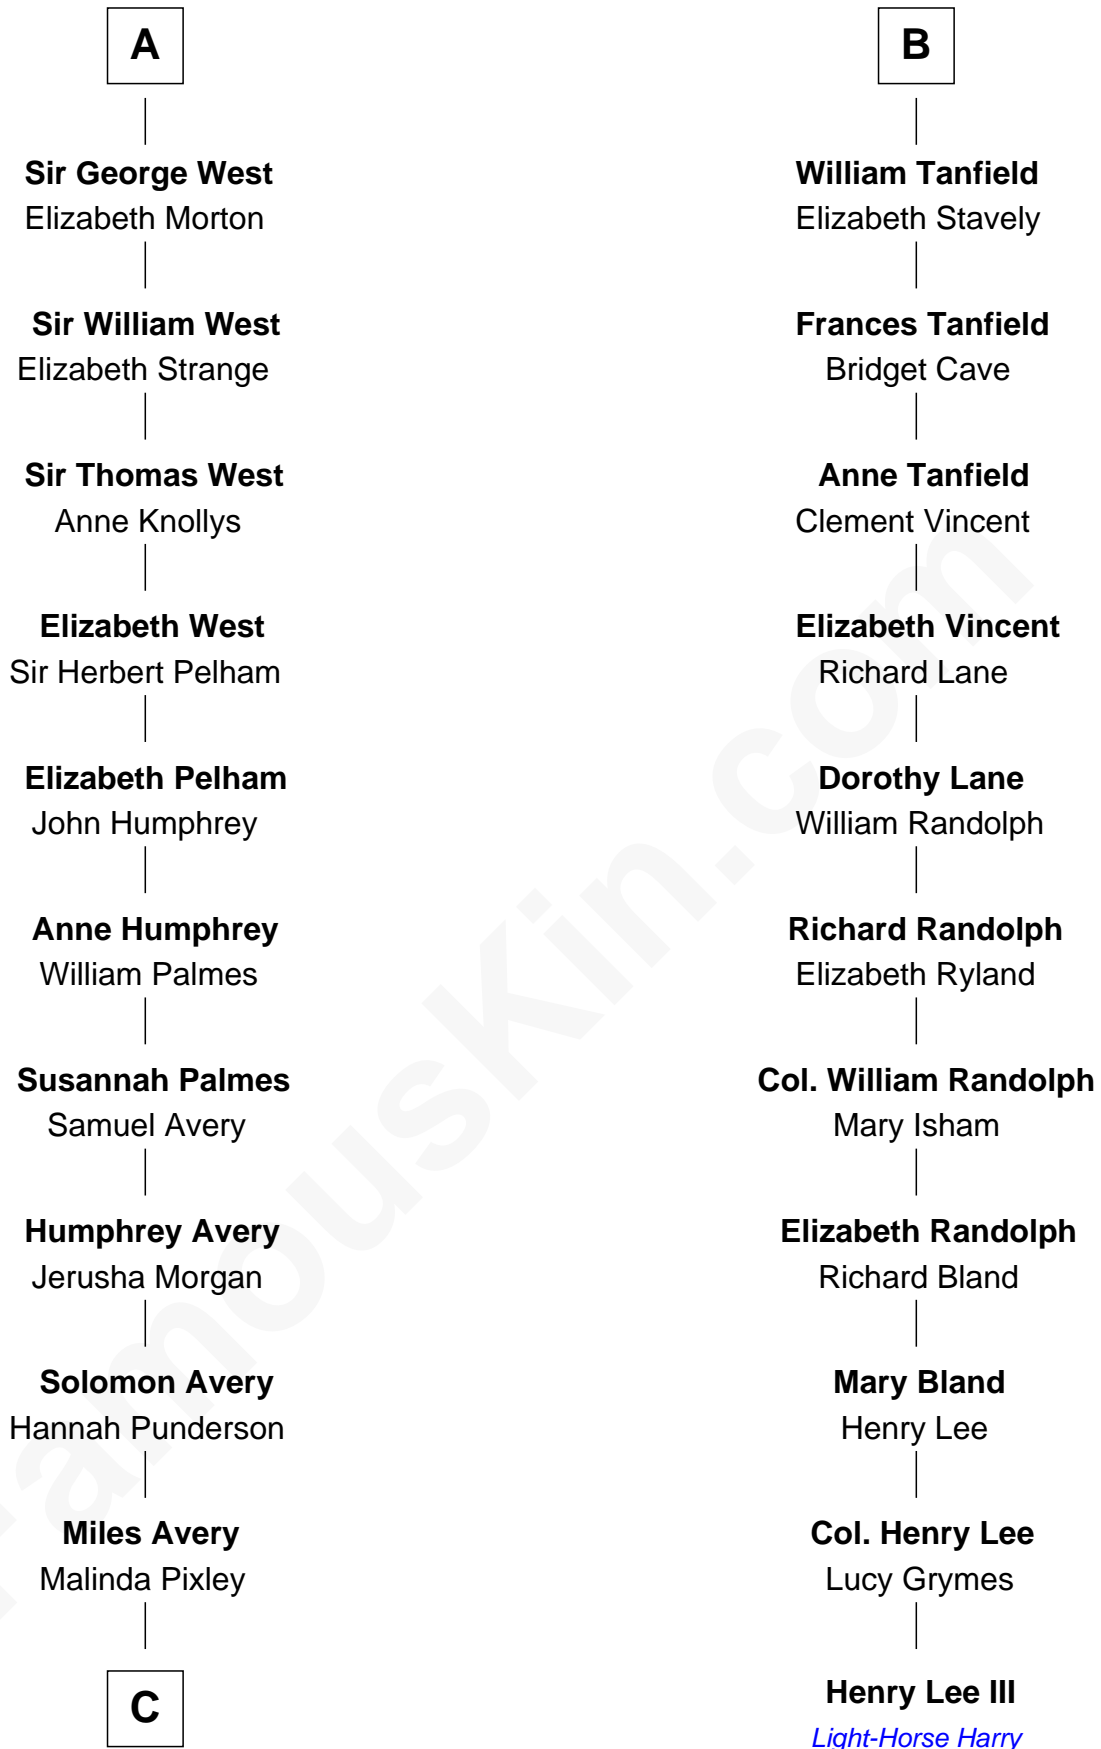 A
Sir George West
Elizabeth Morton
Sir William West
Elizabeth Strange
Sir Thomas West
Anne Knollys
Elizabeth West
Sir Herbert Pelham
Elizabeth Pelham
John Humphrey
Anne Humphrey
William Palmes
Susannah Palmes
Samuel Avery
Humphrey Avery
Jerusha Morgan
Solomon Avery
Hannah Punderson
Miles Avery
Malinda Pixley
C
B
William Tanfield
Elizabeth Stavely
Frances Tanfield
Bridget Cave
Anne Tanfield
Clement Vincent
Elizabeth Vincent
Richard Lane
Dorothy Lane
William Randolph
Richard Randolph
Elizabeth Ryland
Col. William Randolph
Mary Isham
Elizabeth Randolph
Richard Bland
Mary Bland
Henry Lee
Col. Henry Lee
Lucy Grymes
Henry Lee III
Light-Horse Harry
FamousKin.com